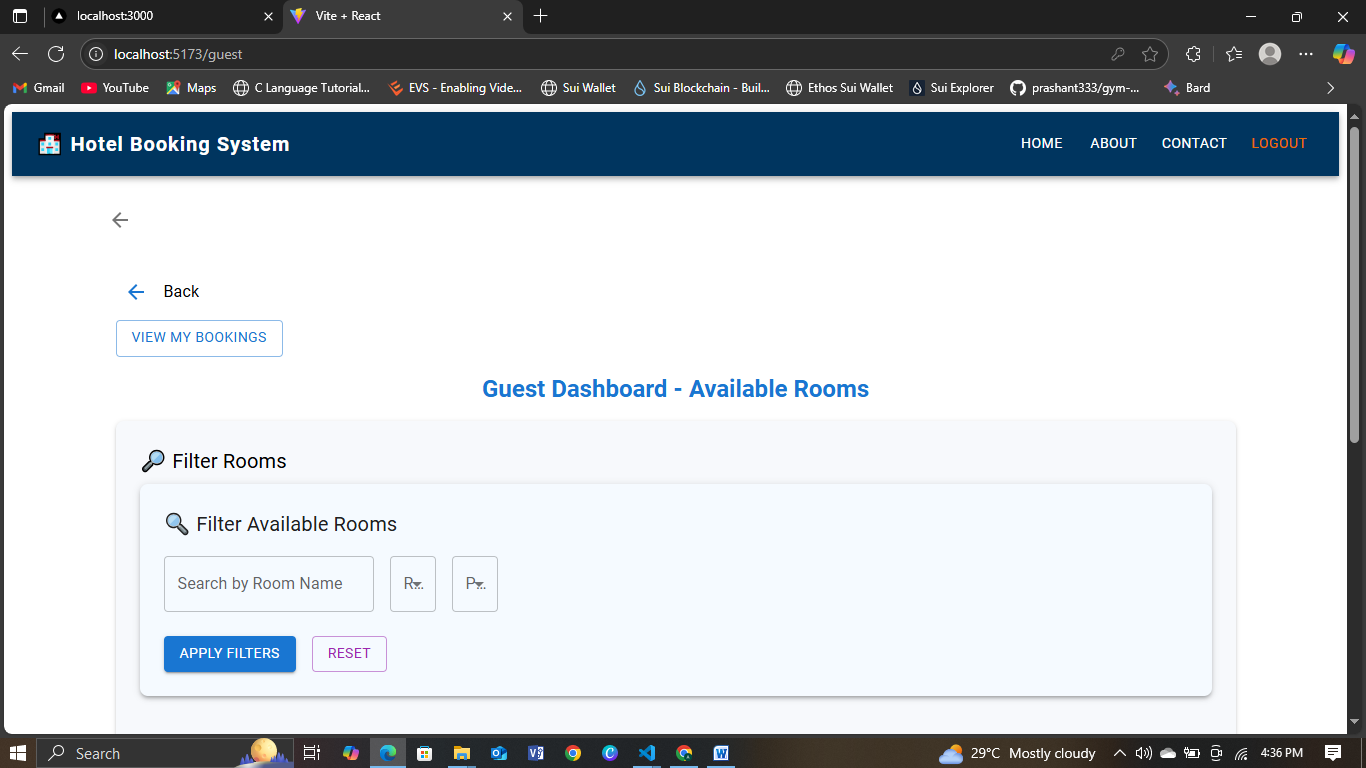 localhost:3000
Vite + React
localhost:5173/guest
Gmail YouTube Maps C Language Tutorial... EVS - Enabling Vide... Sui Wallet Sui Blockchain - Buil... Ethos Sui Wallet Sui Explorer prashant333/gym-... Bard
Hotel Booking System
HOME ABOUT CONTACT LOGOUT
Back
VIEW MY BOOKINGS
Guest Dashboard - Available Rooms
Filter Rooms
Filter Available Rooms
Search by Room Name R... P...
APPLY FILTERS RESET
Search 29°C Mostly cloudy 4:36 PM